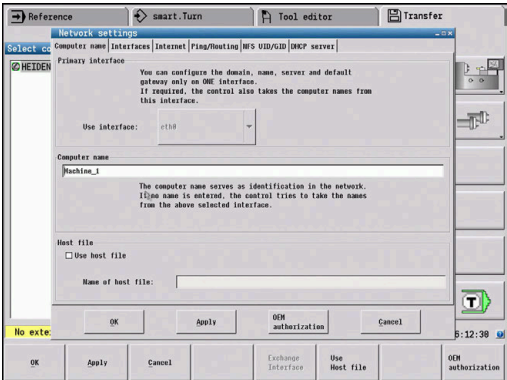 Reference
smart.Turn
Tool editor
Transfer
Network settings
Select co
Computer name
Interfaces
Internet
Ping/Routing
NFS UID/GID
DHCP server
HEIDEN
Primary interface
You can configure the domain, name, server and default
gateway only on ONE interface.
If required, the control also takes the computer names from
this interface.
Use interface:
eth0
Computer name
Machine_1
The computer name serves as identification in the network.
If no name is entered, the control tries to take the names
from the above selected interface.
Host file
Use host file
Name of host file:
OK
Apply
OEM
authorization
Cancel
No exte
5:12:38
OK
Apply
Cancel
Exchange
Interface
Use
Host file
OEM
authorization
T